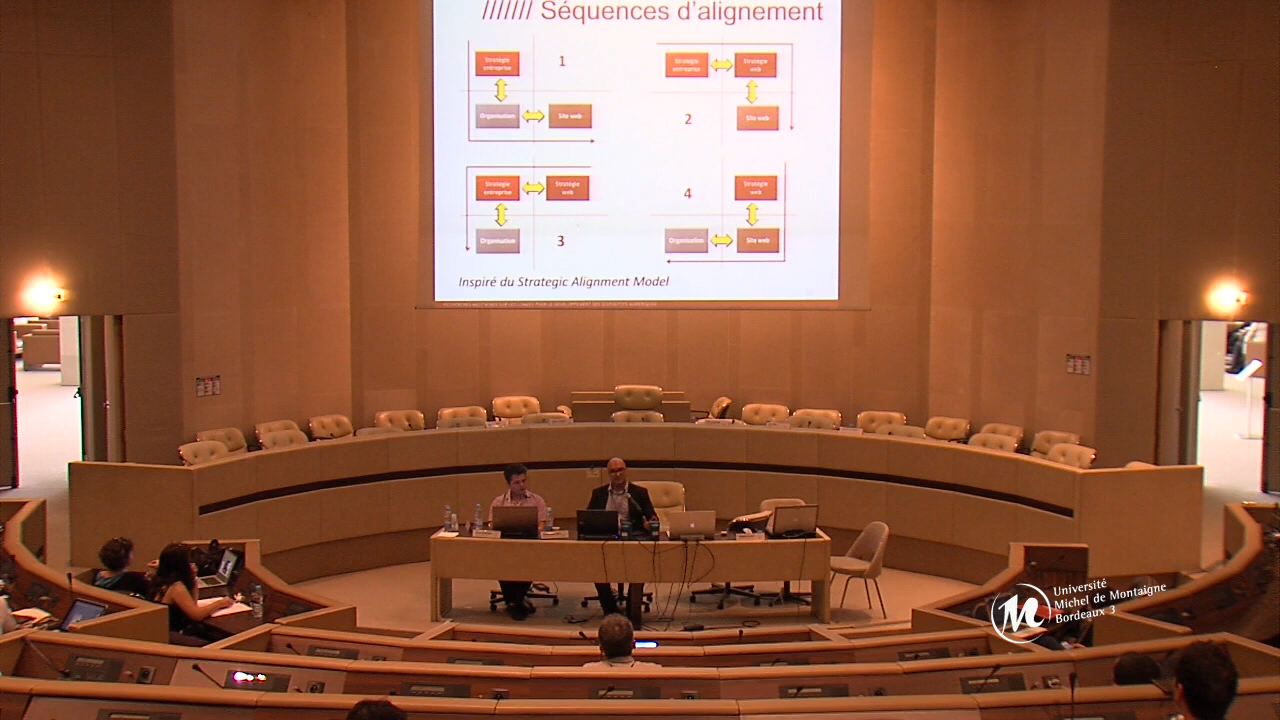 /////// Séquences d'alignement
Stratégie entreprise
1
Organisation
Site web
Stratégie entreprise
Stratégie web
2
Site web
Stratégie entreprise
Stratégie web
Organisation
3
4
Stratégie web
Organisation
Site web
Inspiré du Strategic Alignment Model
Université
Michel de Montaigne
Bordeaux 3